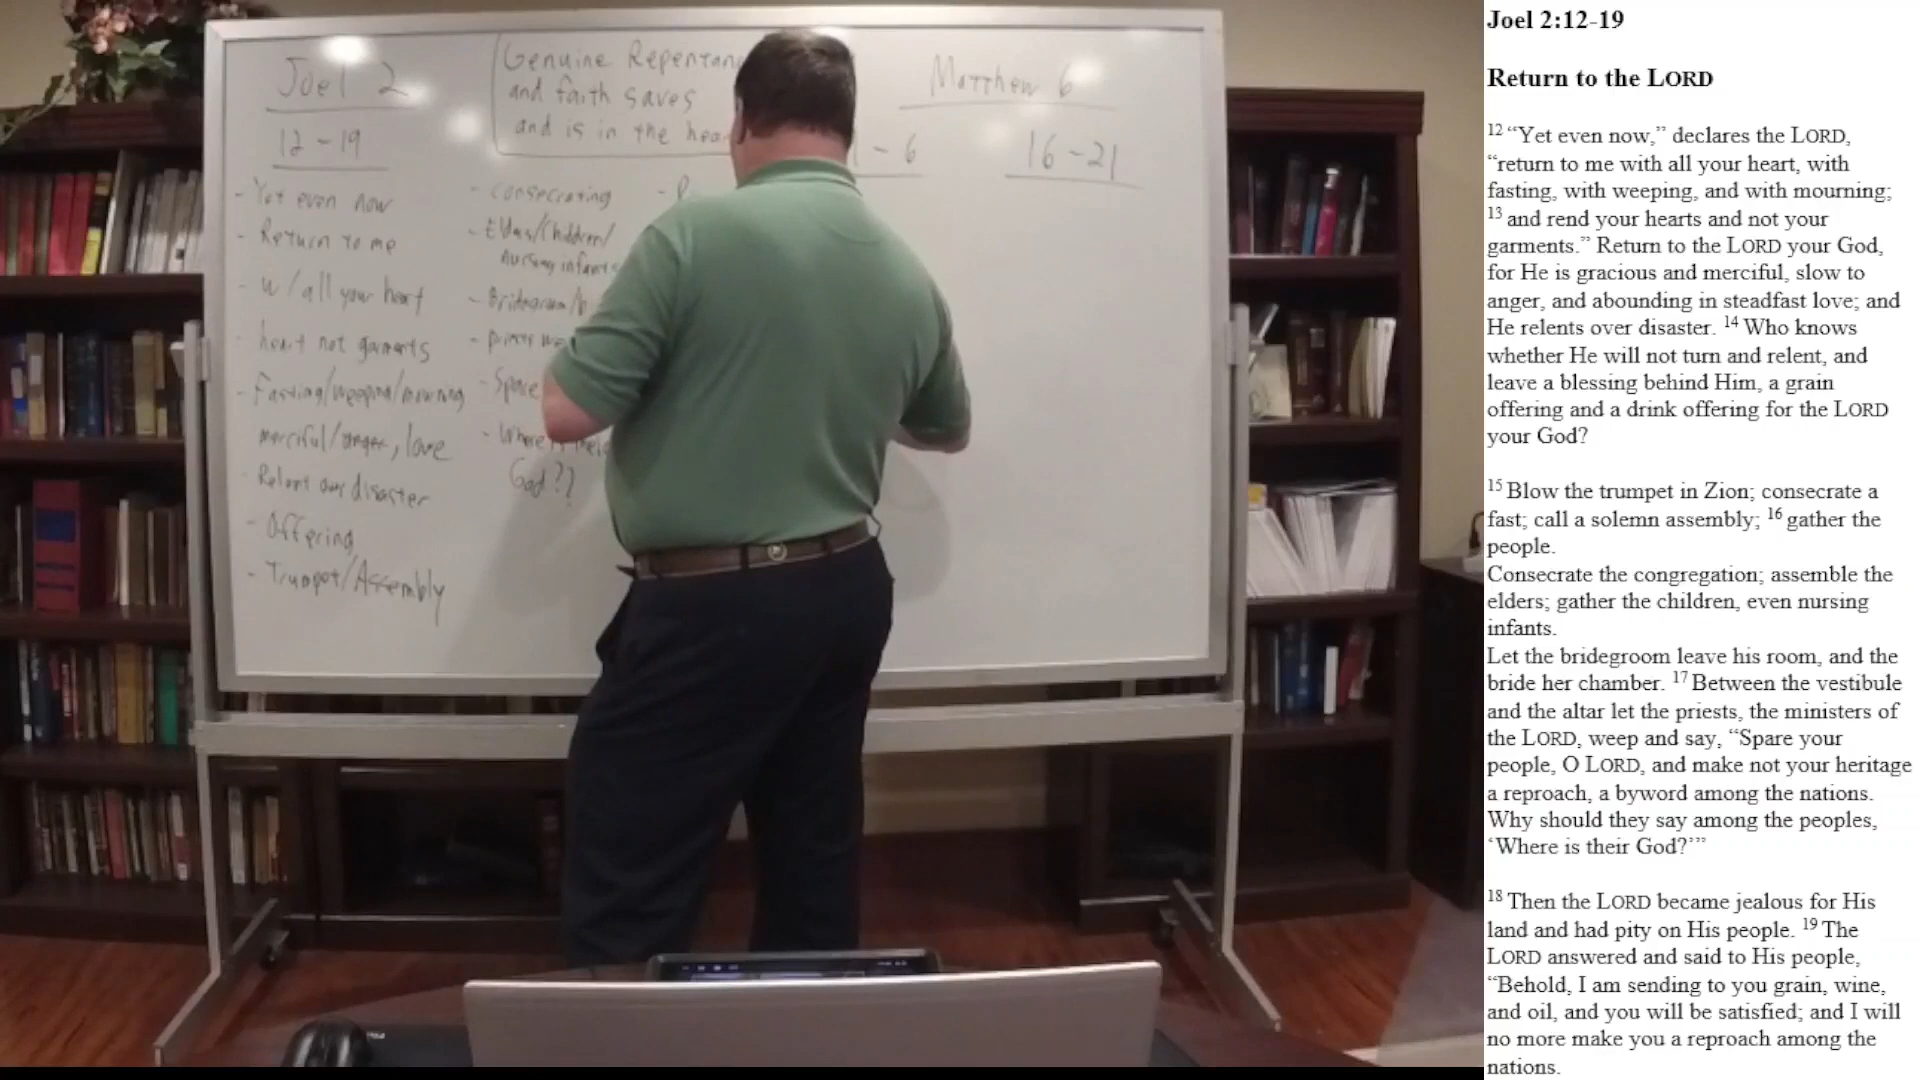 Joel 2
12 - 19
- Yet even now
- Return to me
- w/all your heart
heart not garments
- Fasting/weeping/mourning
merciful/anger, love
- Relent over disaster
- Offering
- Trumpet/Assembly
Genuine Repentan
and faith saves
and is in the hea
- consecrating
- Elders/Children/
nursing infants
- Bridegroom/
- priests
- Spare
- Where is their
God??
Matthew 6
- 6
16 - 21
Joel 2:12-19
Return to the LORD
12 “Yet even now,” declares the LORD,
“return to me with all your heart, with
fasting, with weeping, and with mourning;
13 and rend your hearts and not your
garments.” Return to the LORD your God,
for He is gracious and merciful, slow to
anger, and abounding in steadfast love; and
He relents over disaster. 14 Who knows
whether He will not turn and relent, and
leave a blessing behind Him, a grain
offering and a drink offering for the LORD
your God?
15 Blow the trumpet in Zion; consecrate a
fast; call a solemn assembly; 16 gather the
people.
Consecrate the congregation; assemble the
elders; gather the children, even nursing
infants.
Let the bridegroom leave his room, and the
bride her chamber. 17 Between the vestibule
and the altar let the priests, the ministers of
the LORD, weep and say, “Spare your
people, O LORD, and make not your heritage
a reproach, a byword among the nations.
Why should they say among the peoples,
‘Where is their God?’”
18 Then the LORD became jealous for His
land and had pity on His people. 19 The
LORD answered and said to His people,
“Behold, I am sending to you grain, wine,
and oil, and you will be satisfied; and I will
no more make you a reproach among the
nations.